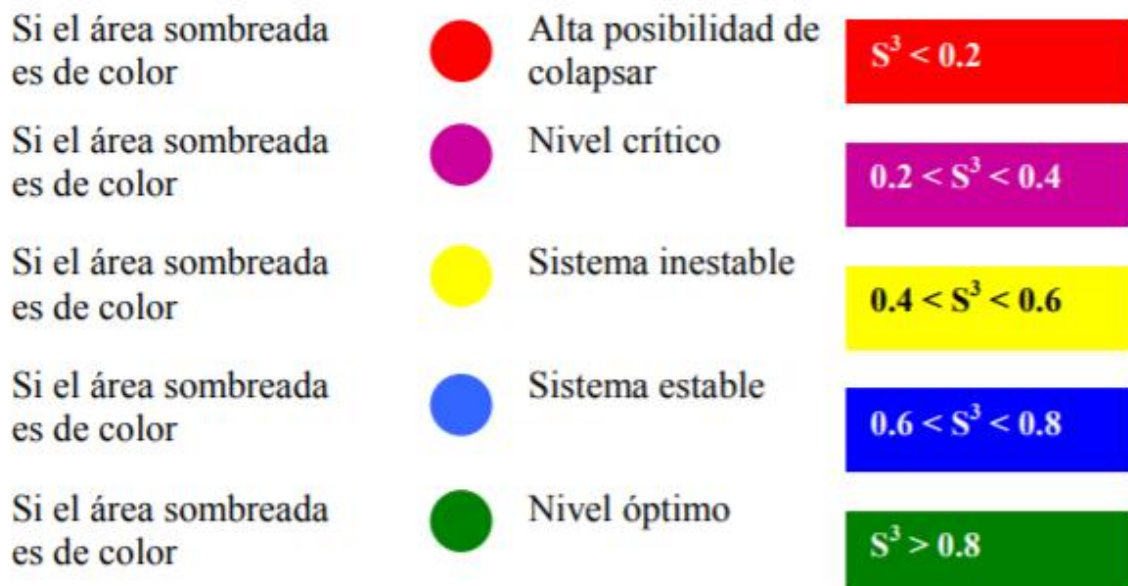 Si el área sombreada
es de color
Alta posibilidad de
colapsar
S³ < 0.2
Si el área sombreada
es de color
Nivel crítico
0.2 < S³ < 0.4
Si el área sombreada
es de color
Sistema inestable
0.4 < S³ < 0.6
Si el área sombreada
es de color
Sistema estable
0.6 < S³ < 0.8
Si el área sombreada
es de color
Nivel óptimo
S³ > 0.8